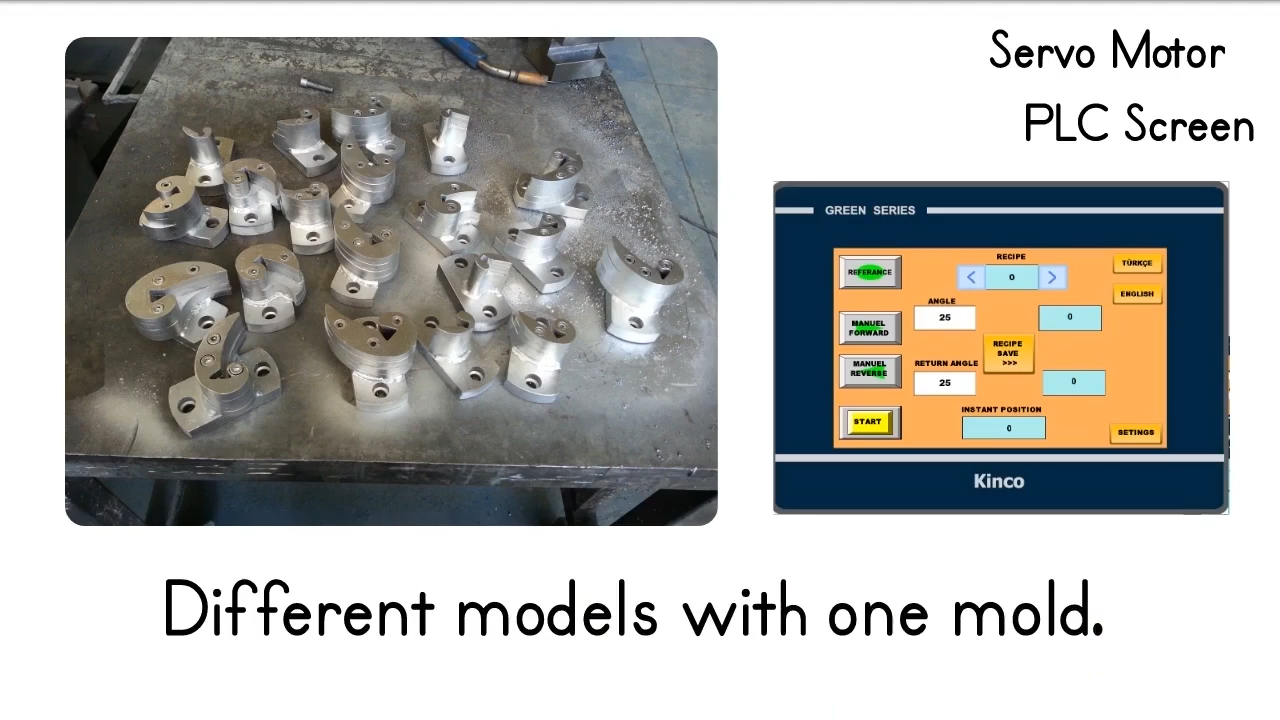 Servo Motor
PLC Screen
GREEN SERIES
REFERANCE
RECIPE
0
TÜRKÇE
ENGLISH
ANGLE
25
0
MANUEL
FORWARD
RECIPE
SAVE
>>>
MANUEL
REVERSE
RETURN ANGLE
25
0
START
INSTANT POSITION
0
SETINGS
Kinco
Different models with one mold.